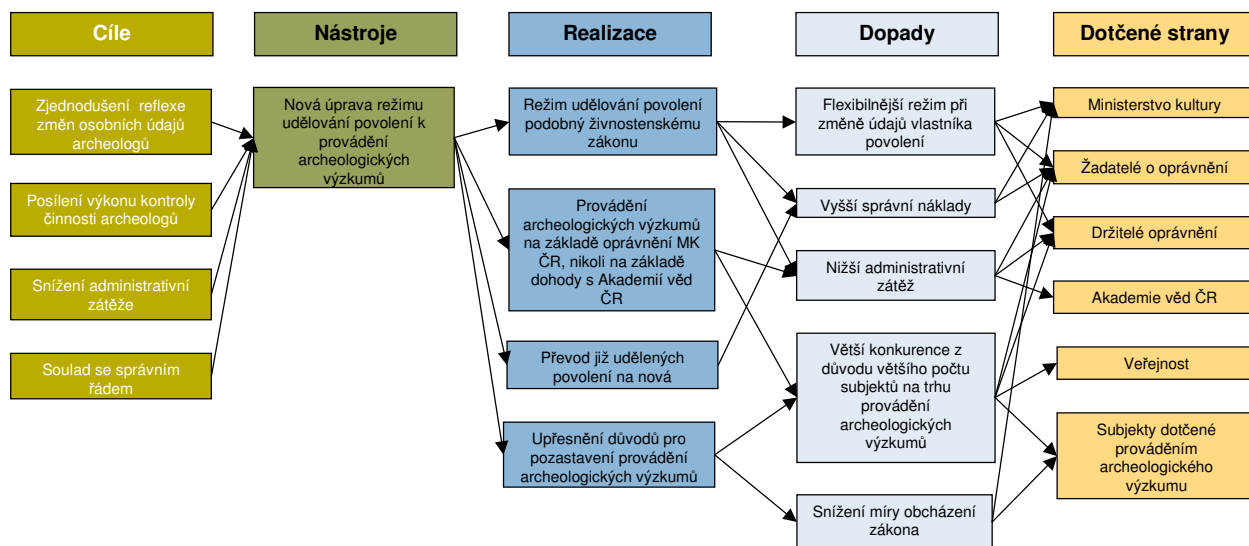 Cíle
Nástroje
Realizace
Dopady
Dotčené strany
Zjednodušení reflexe
změn osobních údajů
archeologů
Posílení výkonu kontroly
činnosti archeologů
Snížení administrativní
zátěže
Soulad se správním
řádem
Nová úprava režimu
udělování povolení k
provádění
archeologických
výzkumů
Režim udělování povolení
podobný živnostenskému
zákonu
Provádění
archeologických výzkumů
na základě oprávnění MK
ČR, nikoli na základě
dohody s Akademií věd
ČR
Převod již udělených
povolení na nová
Upřesnění důvodů pro
pozastavení provádění
archeologických výzkumů
Flexibilnější režim při
změně údajů vlastníka
povolení
Vyšší správní náklady
Nižší administrativní
zátěž
Větší konkurence z
důvodu většího počtu
subjektů na trhu
provádění
archeologických
výzkumů
Snížení míry obcházení
zákona
Ministerstvo kultury
Žadatelé o oprávnění
Držitelé oprávnění
Akademie věd ČR
Veřejnost
Subjekty dotčené
prováděním
archeologického
výzkumu